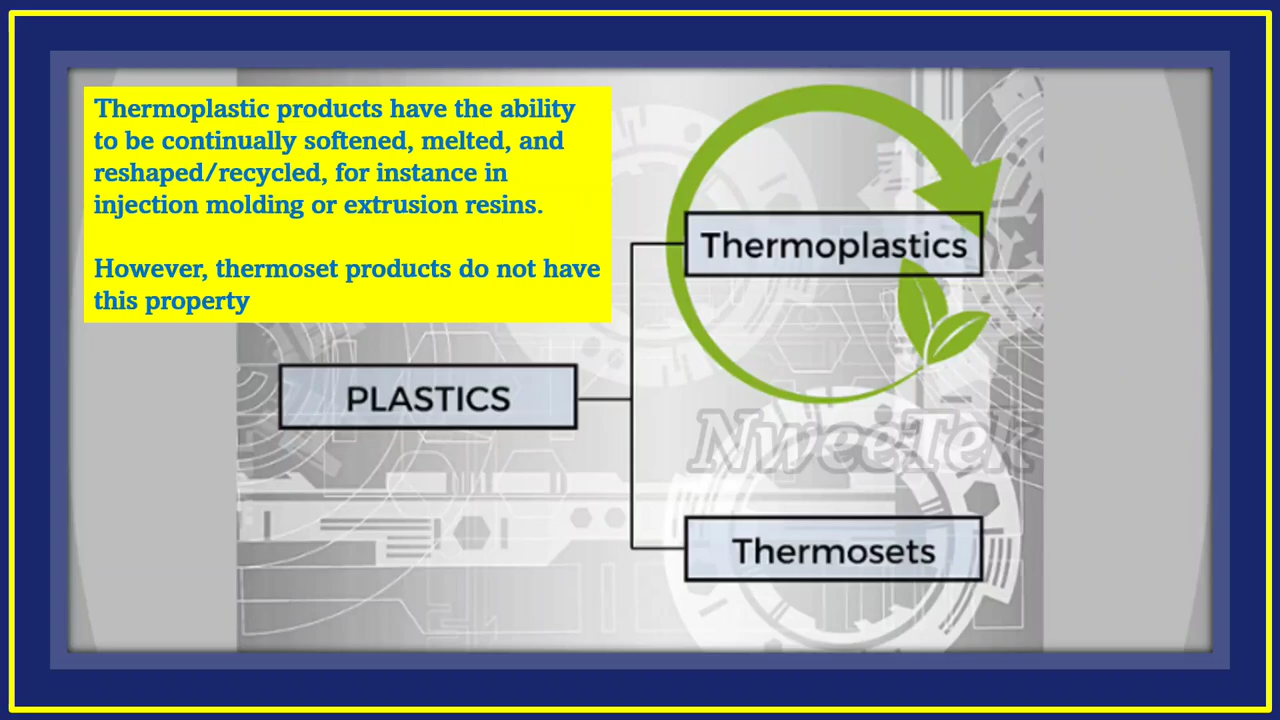 Thermoplastic products have the ability
to be continually softened, melted, and
reshaped/recycled, for instance in
injection molding or extrusion resins.
However, thermoset products do not have
this property
Thermoplastics
PLASTICS
NweeTek
Thermosets